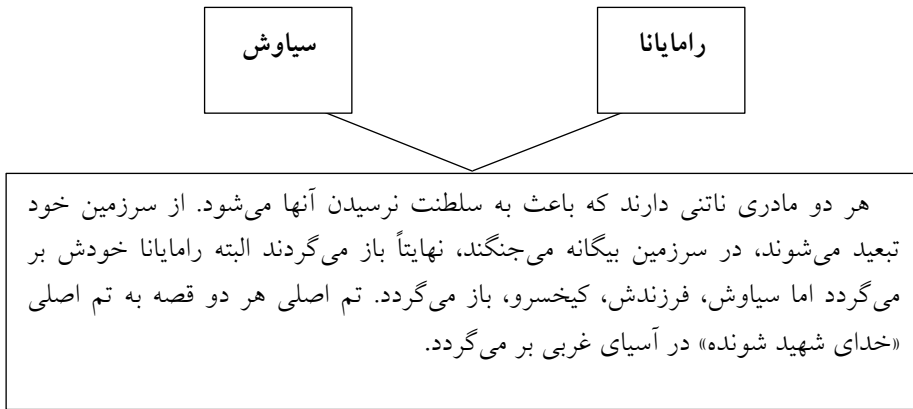 رامایانا
سیاوش
هر دو مادری ناتنی دارند که باعث به سلطنت نرسیدن آنها می‌شود. از سرزمین خود
تبعید می‌شوند، در سرزمین بیگانه می‌جنگند، نهایتاً باز می‌گردند البته رامایانا خودش بر
می‌گردد اما سیاوش، فرزندش، کیخسرو، باز می‌گردد. تم اصلی هر دو قصه به تم اصلی
«خدای شهید شونده» در آسیای غربی بر می‌گردد.